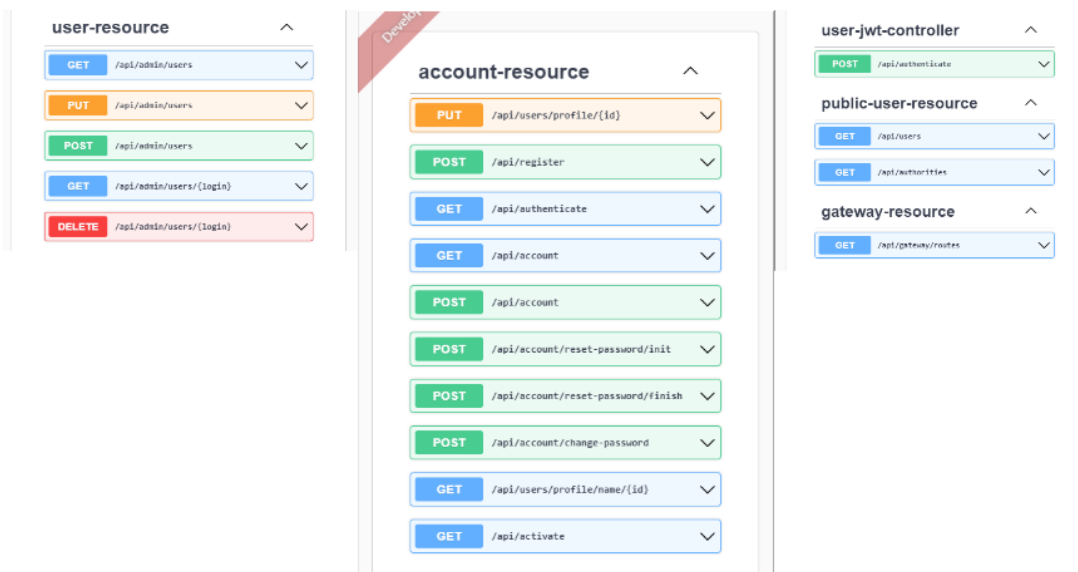 user-resource
GET /api/admin/users
PUT /api/admin/users
POST /api/admin/users
GET /api/admin/users/{login}
DELETE /api/admin/users/{login}
Develop
account-resource
PUT /api/users/profile/{id}
POST /api/register
GET /api/authenticate
GET /api/account
POST /api/account
POST /api/account/reset-password/init
POST /api/account/reset-password/finish
POST /api/account/change-password
GET /api/users/profile/name/{id}
GET /api/activate
user-jwt-controller
POST /api/authenticate
public-user-resource
GET /api/users
GET /api/authorities
gateway-resource
GET /api/gateway/routes